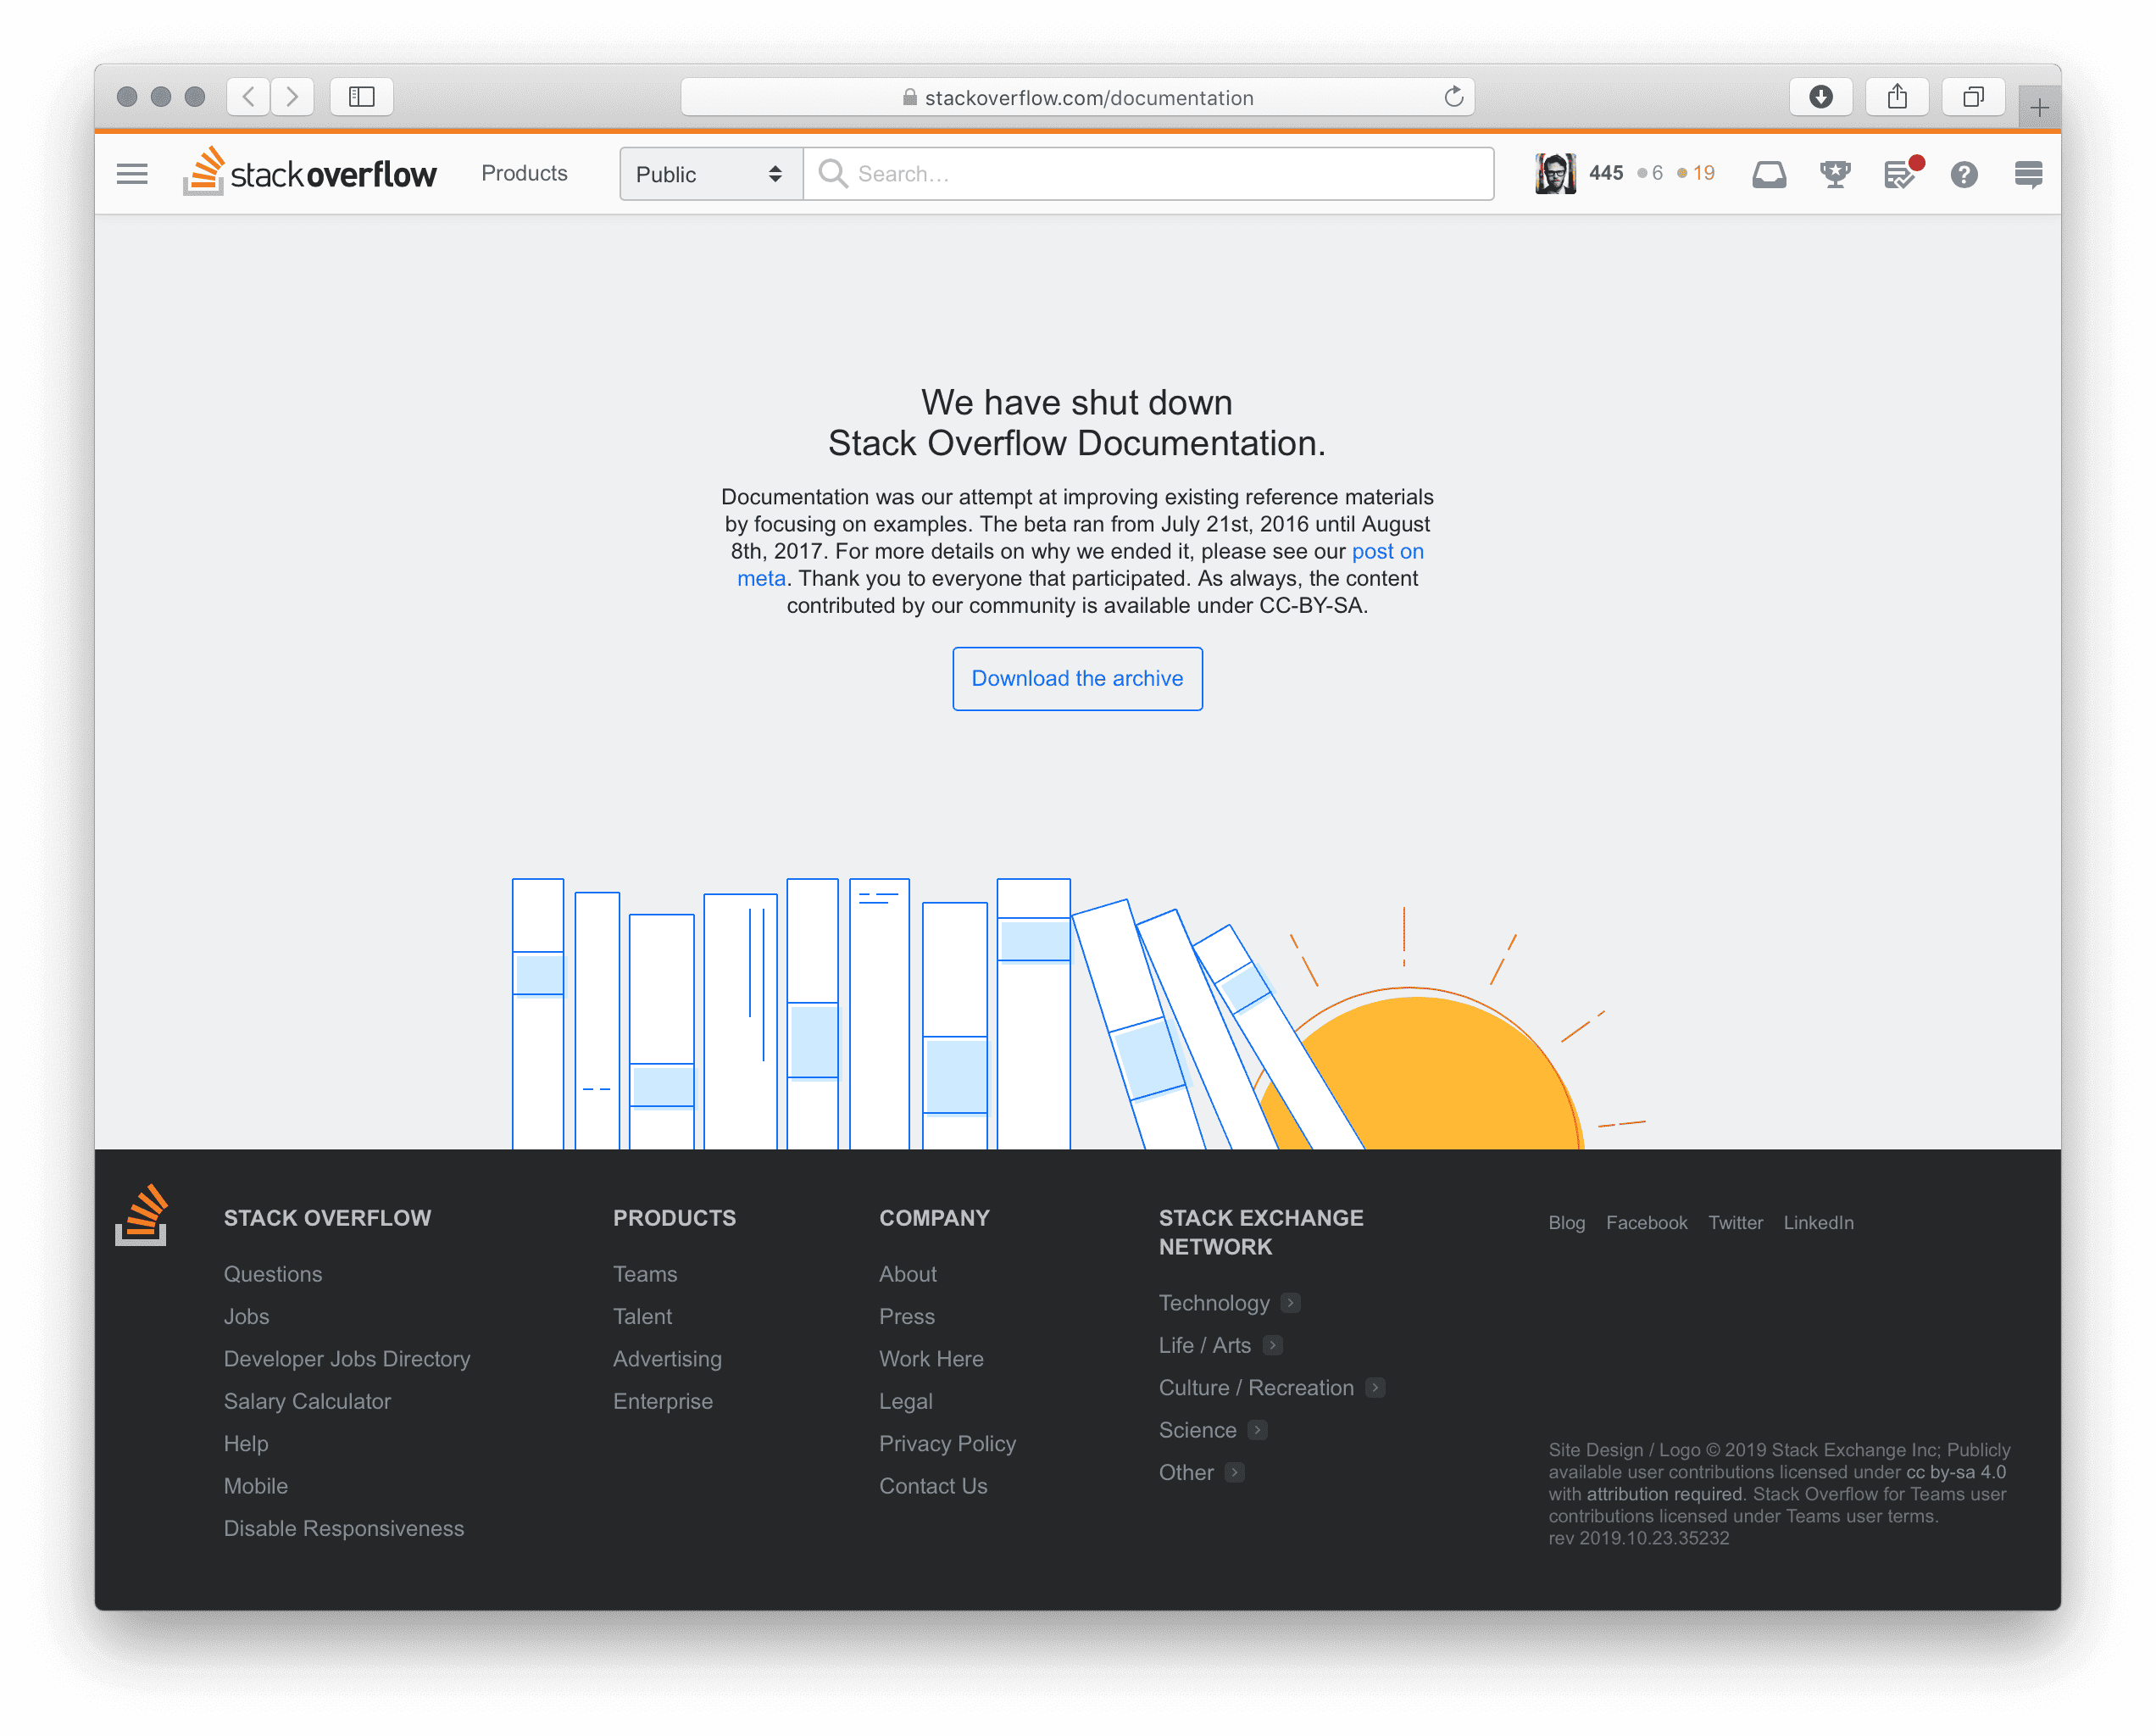 stackoverflow.com/documentation
stackoverflow
Products
Public
Search…
445 6 19
We have shut down
Stack Overflow Documentation.
Documentation was our attempt at improving existing reference materials
by focusing on examples. The beta ran from July 21st, 2016 until August
8th, 2017. For more details on why we ended it, please see our post on
meta. Thank you to everyone that participated. As always, the content
contributed by our community is available under CC-BY-SA.
Download the archive
STACK OVERFLOW
Questions
Jobs
Developer Jobs Directory
Salary Calculator
Help
Mobile
Disable Responsiveness
PRODUCTS
Teams
Talent
Advertising
Enterprise
COMPANY
About
Press
Work Here
Legal
Privacy Policy
Contact Us
STACK EXCHANGE
NETWORK
Technology
Life / Arts
Culture / Recreation
Science
Other
Blog Facebook Twitter LinkedIn
Site Design / Logo © 2019 Stack Exchange Inc; Publicly
available user contributions licensed under cc by-sa 4.0
with attribution required. Stack Overflow for Teams user
contributions licensed under Teams user terms.
rev 2019.10.23.35232